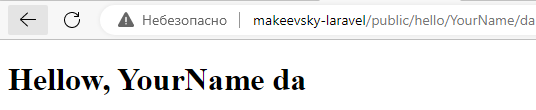 Небезопасно makeevsky-laravel/public/hello/YourName/da
Hellow, YourName da